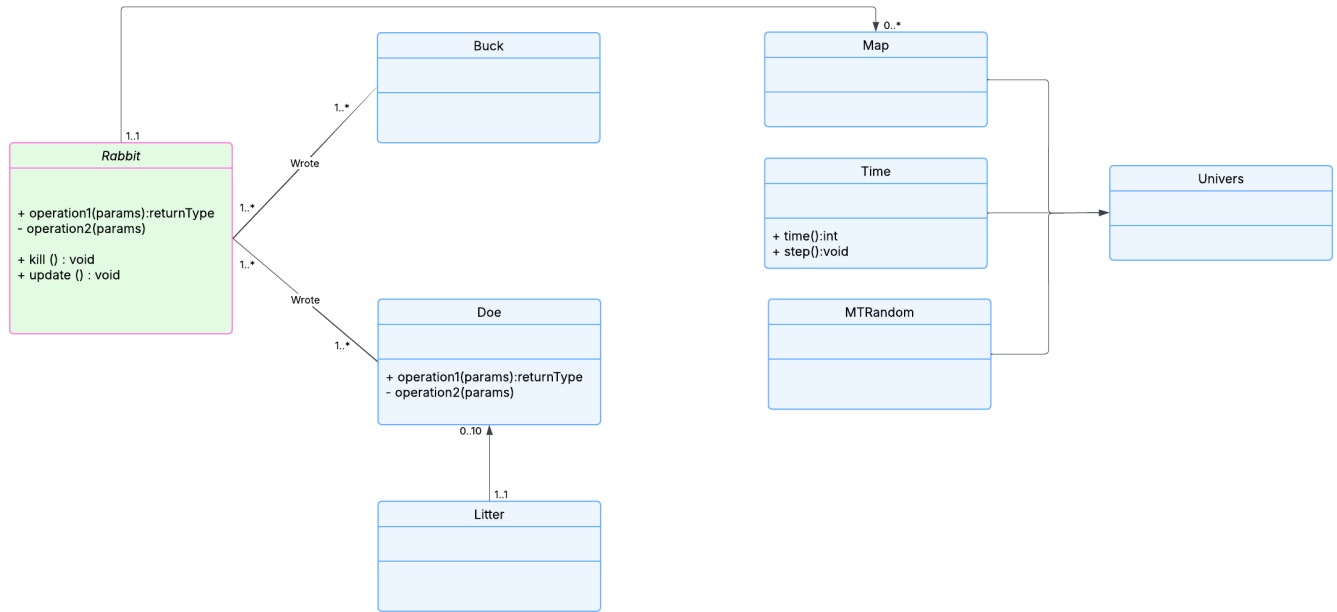 0..*
Buck
Map
1..*
1..1
Rabbit
Wrote
Time
Univers
1..*
+ operation1(params):returnType
- operation2(params)
+ kill () : void
+ update () : void
+ time():int
+ step():void
1..*
Wrote
Doe
MTRandom
1..*
+ operation1(params):returnType
- operation2(params)
0..10
1..1
Litter